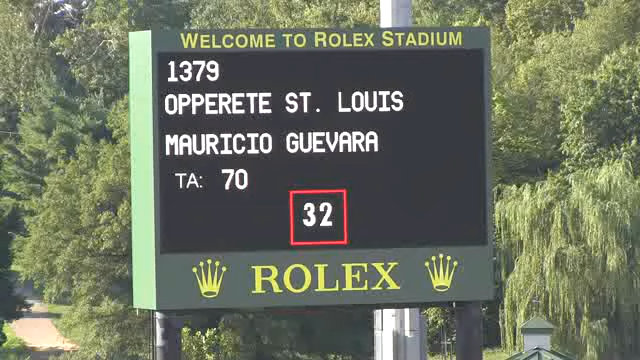 WELCOME TO ROLEX STADIUM
1379
OPPERETE ST. LOUIS
MAURICIO GUEVARA
TA: 70
32
ROLEX